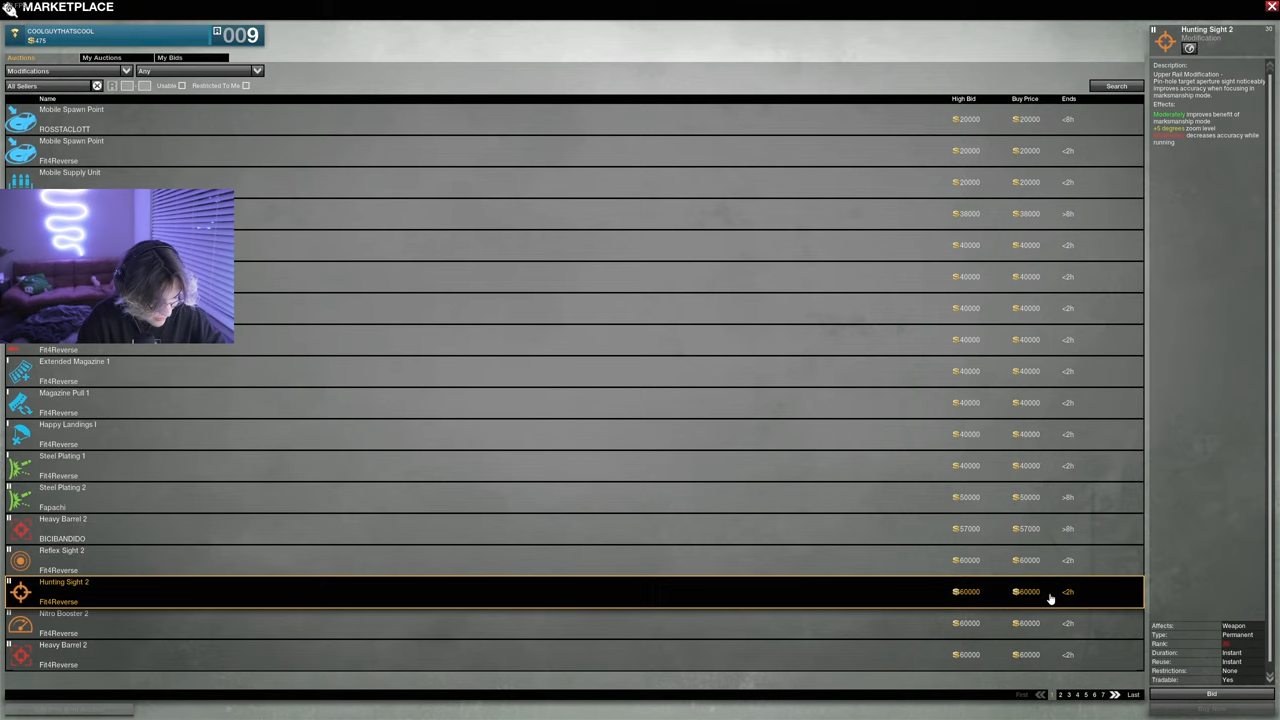 MARKETPLACE
COOLGUYTHATSCOOL
475
R 009
Auctions My Auctions My Bids
Modifications Any
All Sellers Usable Restricted To Me Search
Name High Bid Buy Price Ends
Mobile Spawn Point
ROSSTACLOTT 20000 20000 <8h
Mobile Spawn Point
Fit4Reverse 20000 20000 <2h
Mobile Supply Unit
20000 20000 <2h
38000 38000 >8h
40000 40000 <2h
40000 40000 <2h
40000 40000 <2h
40000 40000 <2h
Fit4Reverse
Extended Magazine 1
Fit4Reverse 40000 40000 <2h
Magazine Pull 1
Fit4Reverse 40000 40000 <2h
Happy Landings I
Fit4Reverse 40000 40000 <2h
Steel Plating 1
Fit4Reverse 40000 40000 <2h
Steel Plating 2
Fapachi 50000 50000 >8h
Heavy Barrel 2
BICIBANDIDO 57000 57000 >8h
Reflex Sight 2
Fit4Reverse 60000 60000 <2h
Hunting Sight 2
Fit4Reverse 60000 60000 <2h
Nitro Booster 2
Fit4Reverse 60000 60000 <2h
Heavy Barrel 2
Fit4Reverse 60000 60000 <2h
First 1 2 3 4 5 6 7 Last
Hunting Sight 2 30
Modification
Description:
Upper Rail Modification -
Pin-hole target aperture sight noticeably
improves accuracy when focusing in
marksmanship mode.
Effects:
Moderately improves benefit of
marksmanship mode
+5 degrees zoom level
decreases accuracy while
running
Affects: Weapon
Type: Permanent
Rank:
Duration: Instant
Reuse: Instant
Restrictions: None
Tradable: Yes
Bid
Buy Now